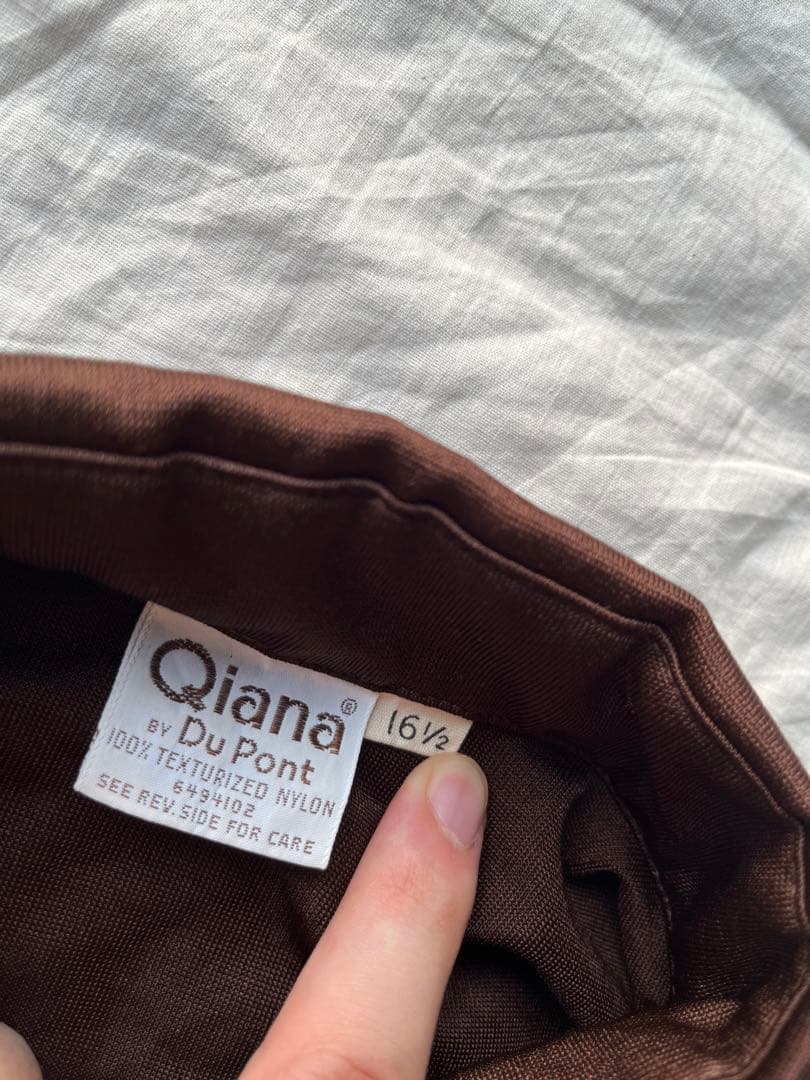 Qiana®
BY Du Pont
100% TEXTURIZED NYLON
6494102
SEE REV. SIDE FOR CARE
16½